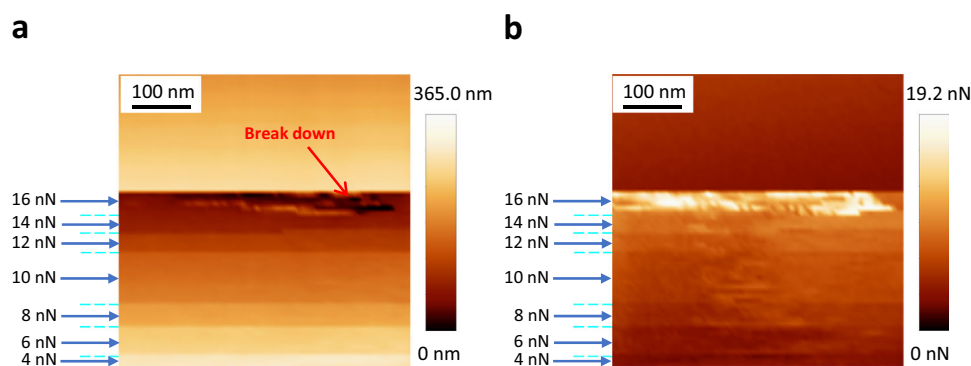 a
b
100 nm
365.0 nm
Break down
0 nm
16 nN
14 nN
12 nN
10 nN
8 nN
6 nN
4 nN
100 nm
19.2 nN
0 nN
16 nN
14 nN
12 nN
10 nN
8 nN
6 nN
4 nN